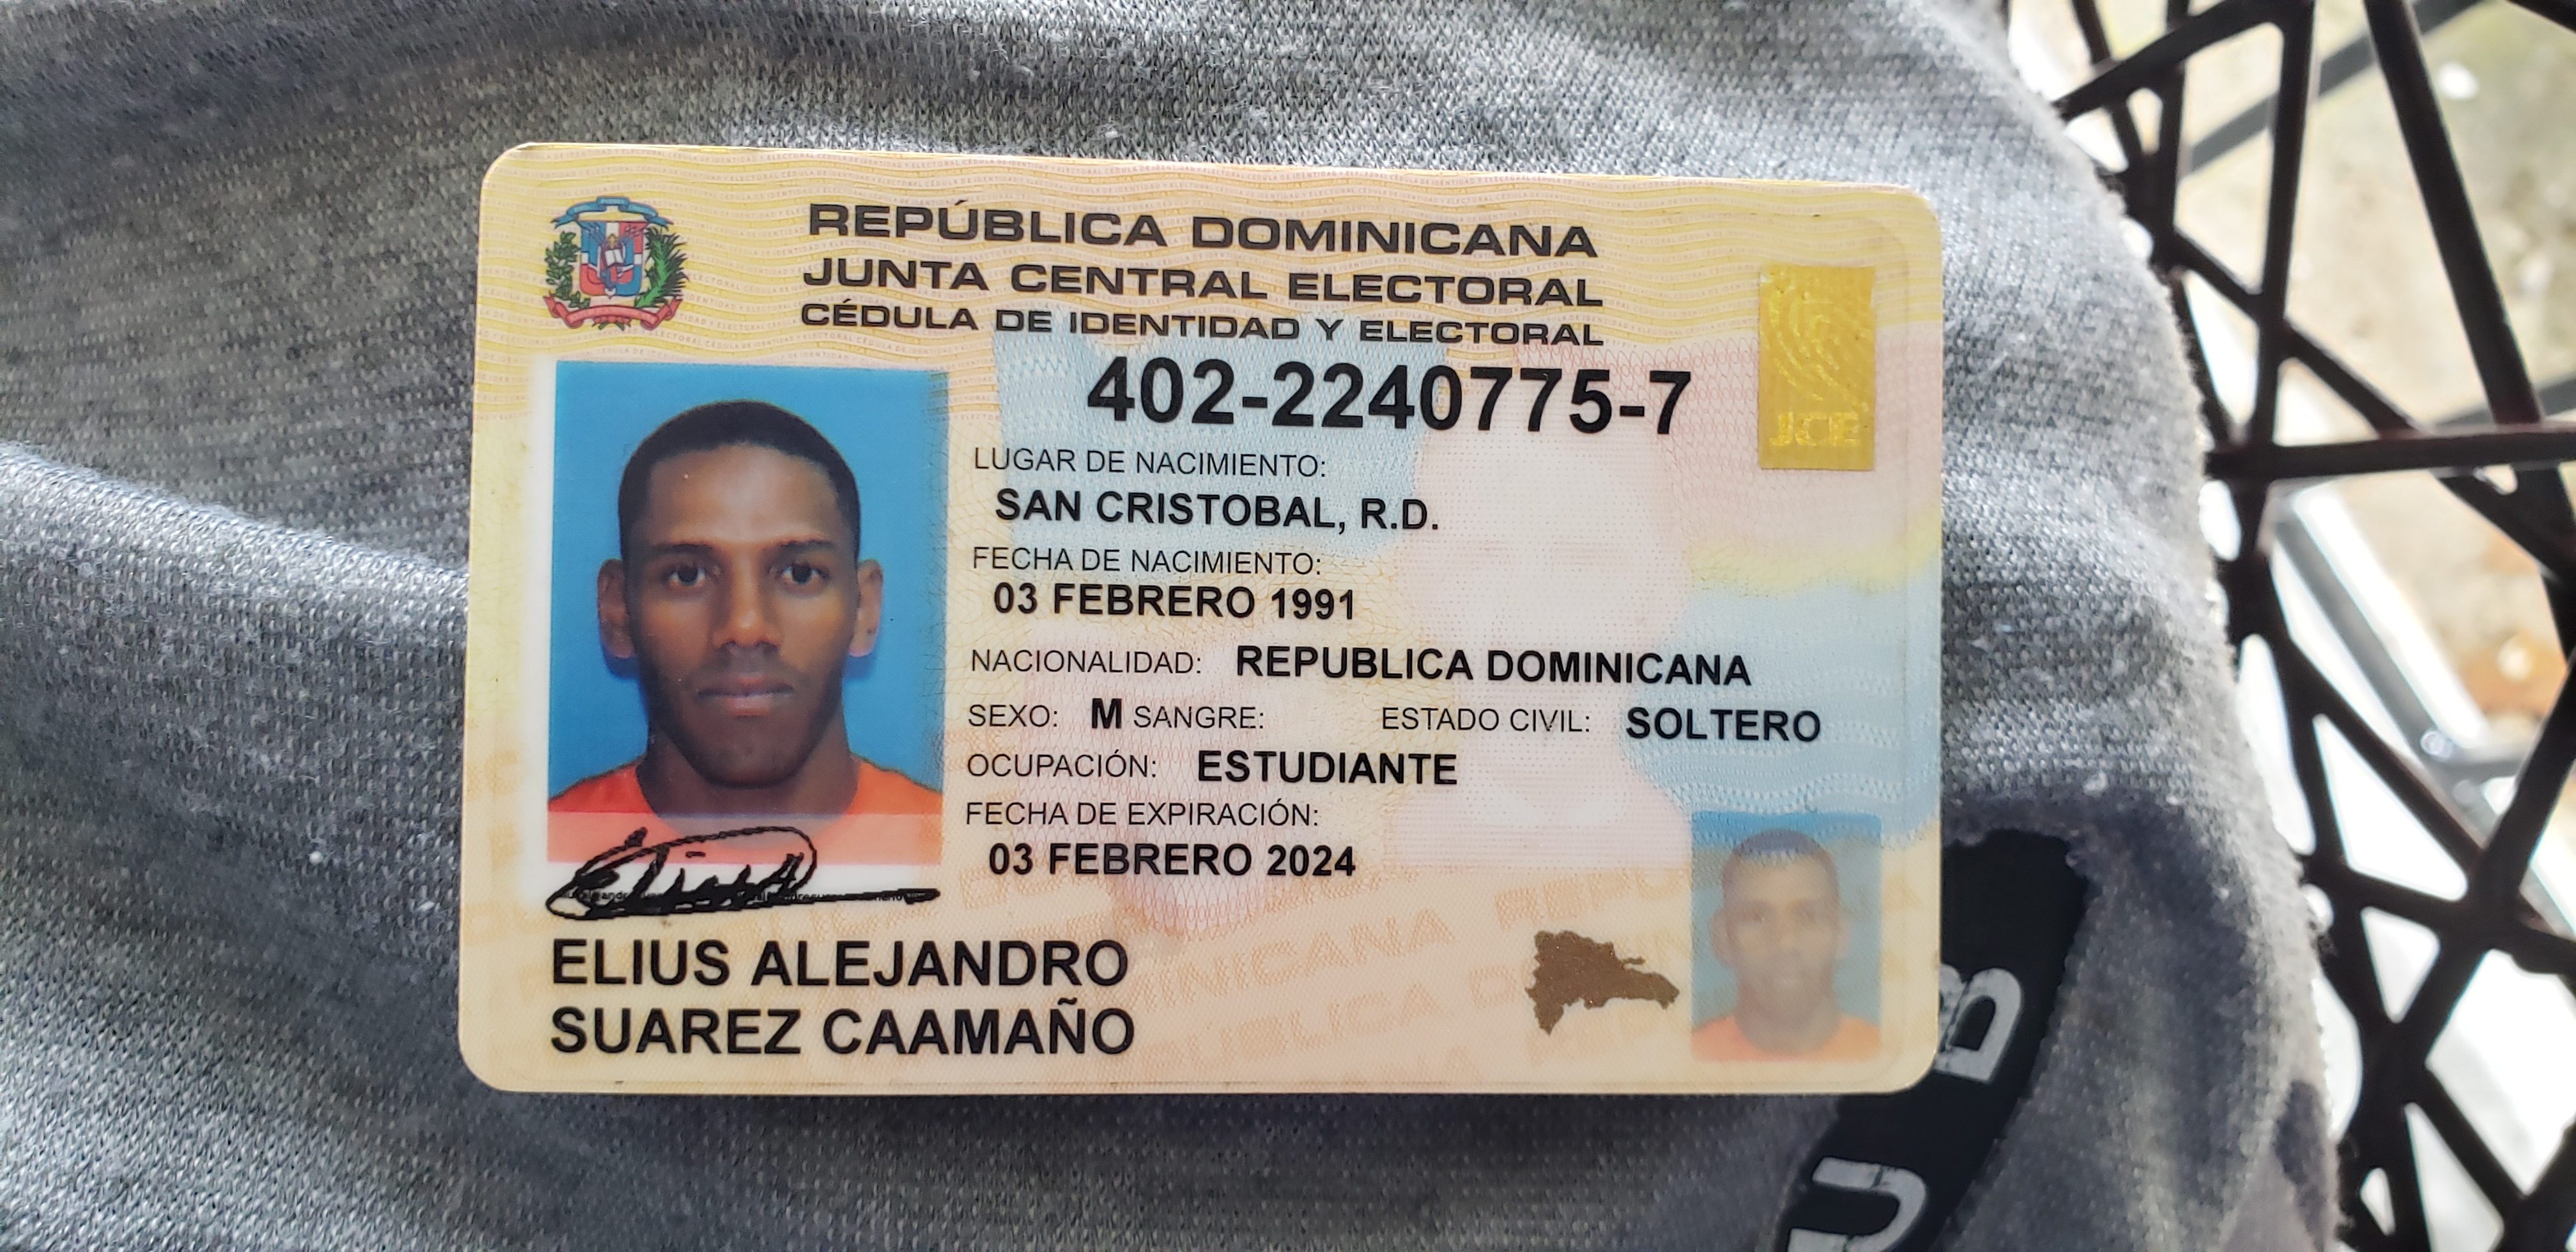 REPÚBLICA DOMINICANA
JUNTA CENTRAL ELECTORAL
CÉDULA DE IDENTIDAD Y ELECTORAL
402-2240775-7
LUGAR DE NACIMIENTO:
SAN CRISTOBAL, R.D.
FECHA DE NACIMIENTO:
03 FEBRERO 1991
NACIONALIDAD: REPUBLICA DOMINICANA
SEXO: M SANGRE: ESTADO CIVIL: SOLTERO
OCUPACIÓN: ESTUDIANTE
FECHA DE EXPIRACIÓN:
03 FEBRERO 2024
ELIUS ALEJANDRO
SUAREZ CAAMAÑO
JCE